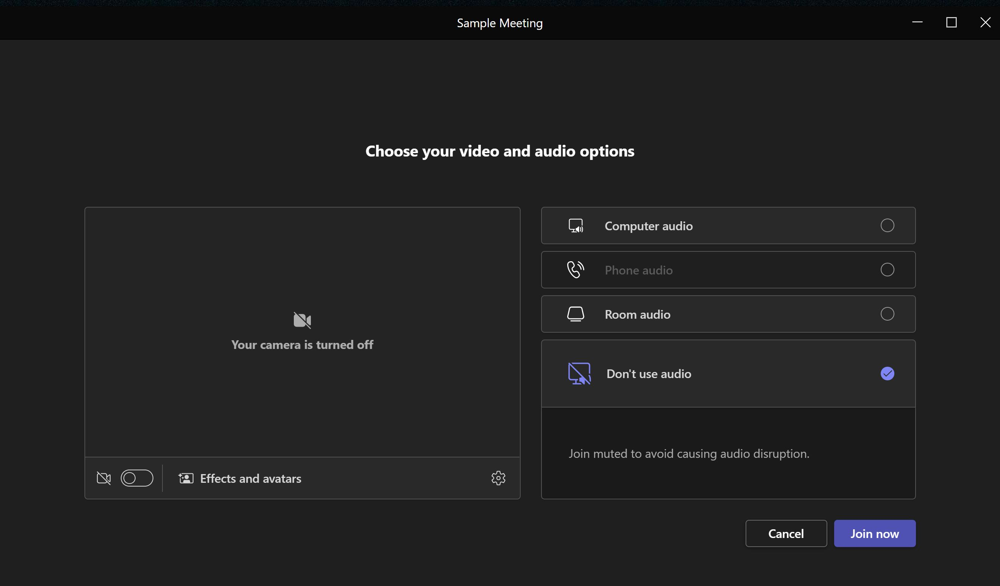 Sample Meeting
Choose your video and audio options
Your camera is turned off
Effects and avatars
Computer audio
Phone audio
Room audio
Don't use audio
Join muted to avoid causing audio disruption.
Cancel
Join now